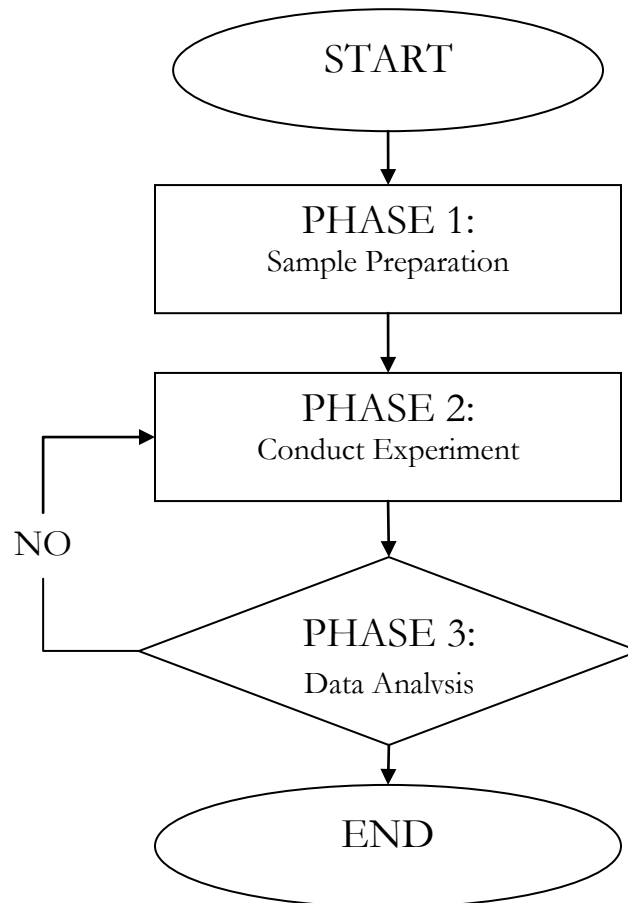 START
PHASE 1:
Sample Preparation
PHASE 2:
Conduct Experiment
NO
PHASE 3:
Data Analysis
END